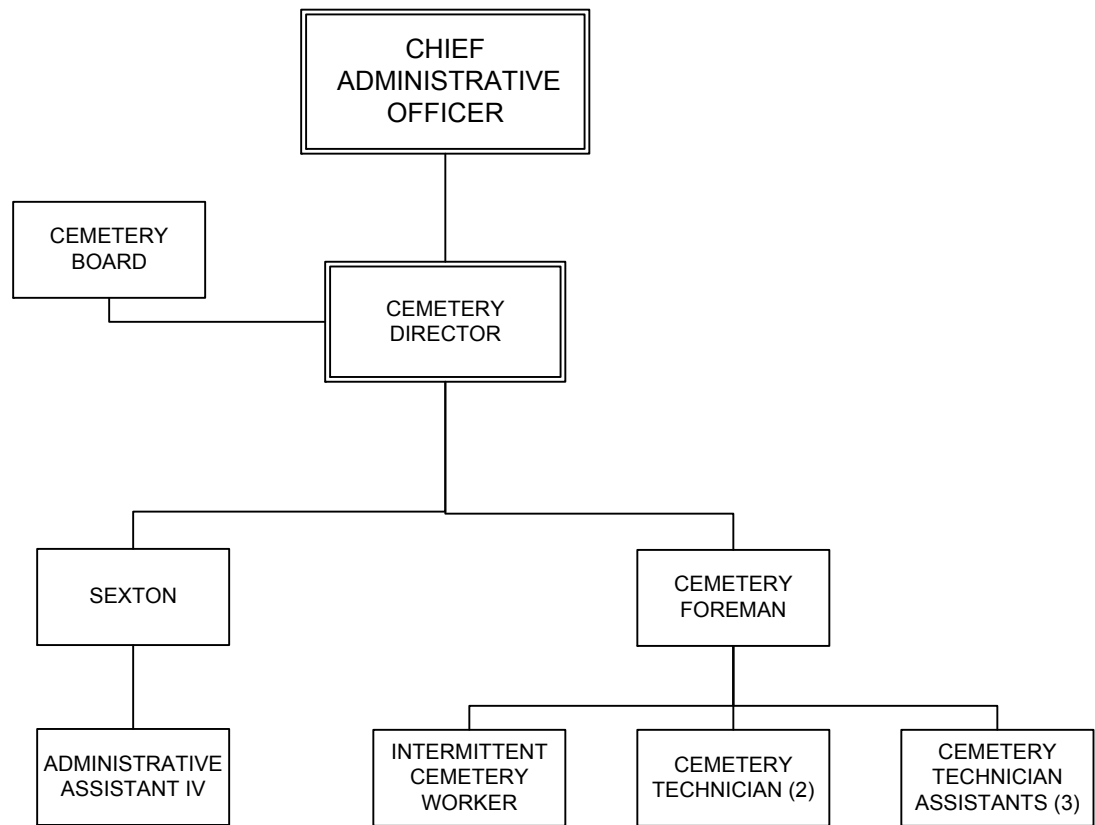 CHIEF
ADMINISTRATIVE
OFFICER
CEMETERY
BOARD
CEMETERY
DIRECTOR
SEXTON
CEMETERY
FOREMAN
ADMINISTRATIVE
ASSISTANT IV
INTERMITTENT
CEMETERY
WORKER
CEMETERY
TECHNICIAN (2)
CEMETERY
TECHNICIAN
ASSISTANTS (3)